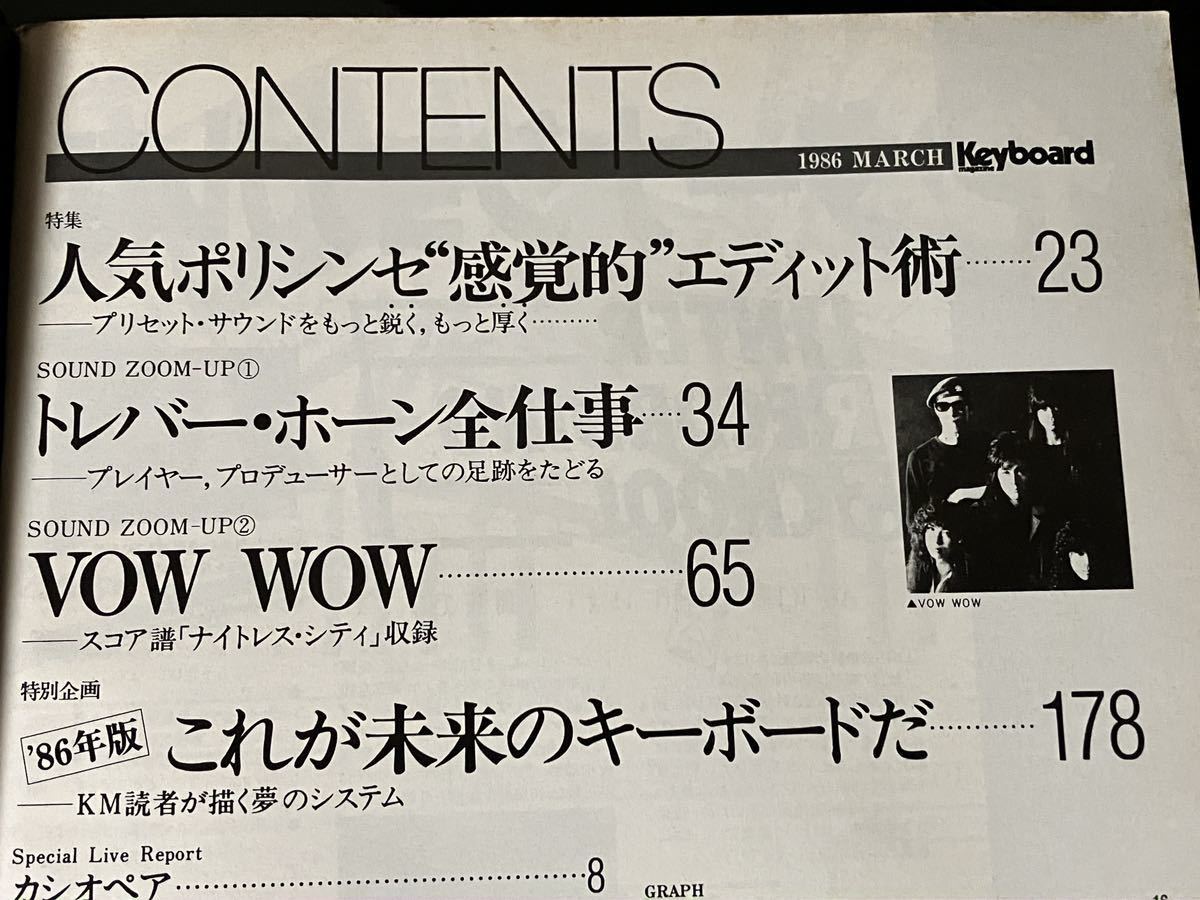 CONTENTS
1986 MARCH Keyboard magazine
特集
人気ポリシンセ“感覚的”エディット術………23
――プリセット・サウンドをもっと鋭く，もっと厚く………
SOUND ZOOM-UP①
トレバー・ホーン全仕事……34
――プレイヤー，プロデューサーとしての足跡をたどる
SOUND ZOOM-UP②
VOW WOW……………………65
▲VOW WOW
――スコア譜「ナイトレス・シティ」収録
特別企画
'86年版 これが未来のキーボードだ…………178
――KM読者が描く夢のシステム
Special Live Report
カシオペア………………………………8
GRAPH